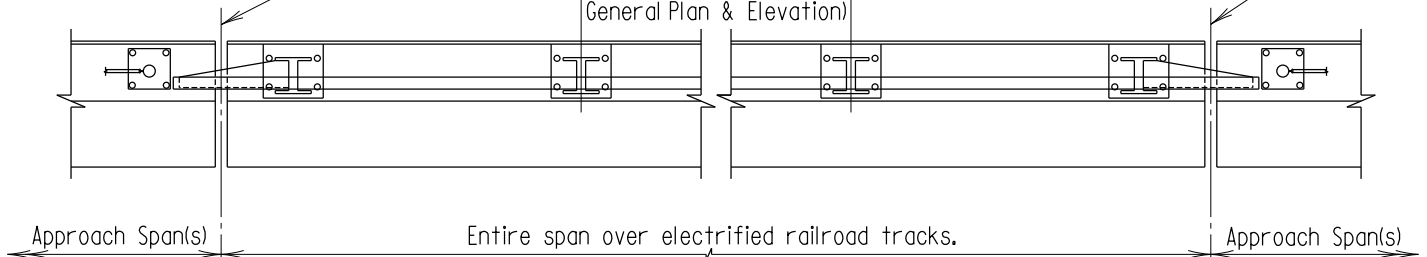 General Plan & Elevation)
Approach Span(s)
Entire span over electrified railroad tracks.
Approach Span(s)